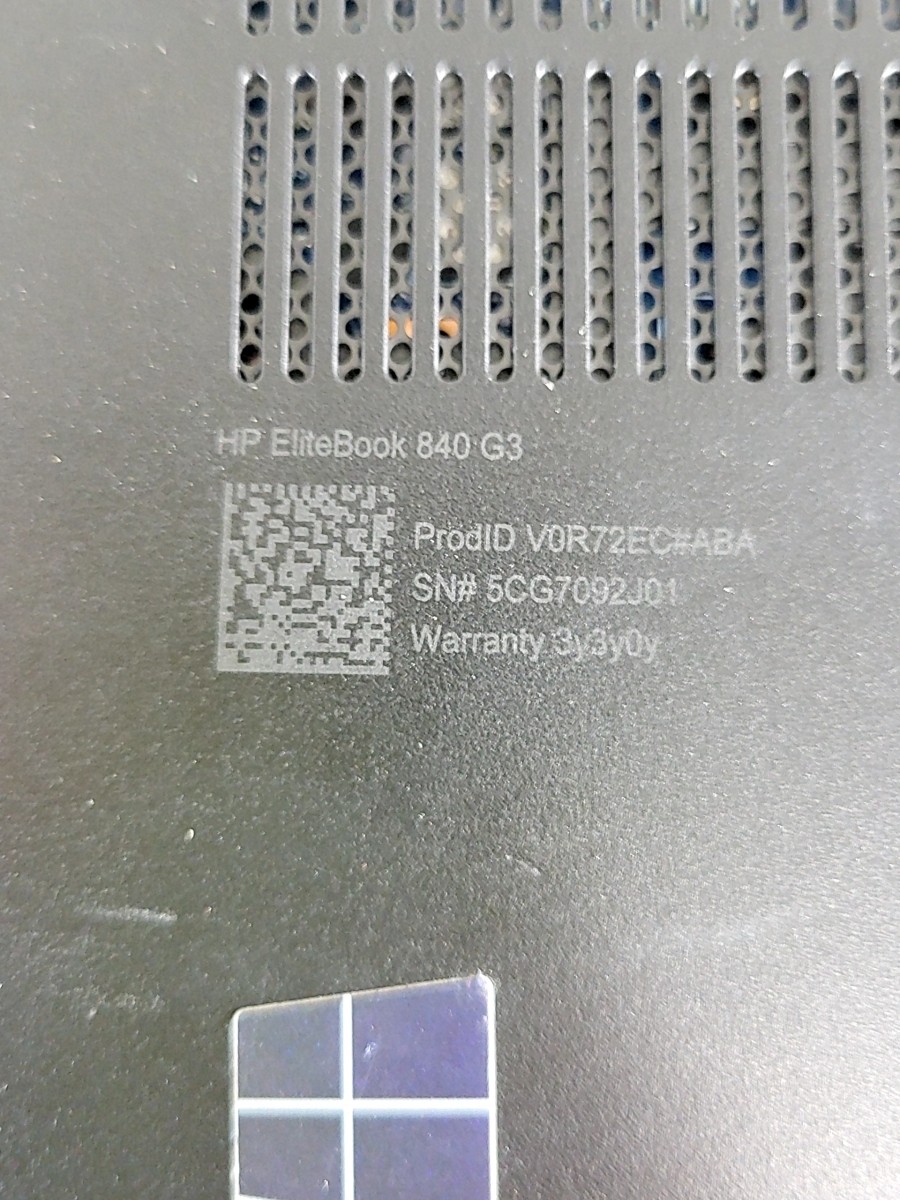 HP EliteBook 840 G3
ProdID V0R72EC#ABA
SN# 5CG7092J01
Warranty 3y3y0y